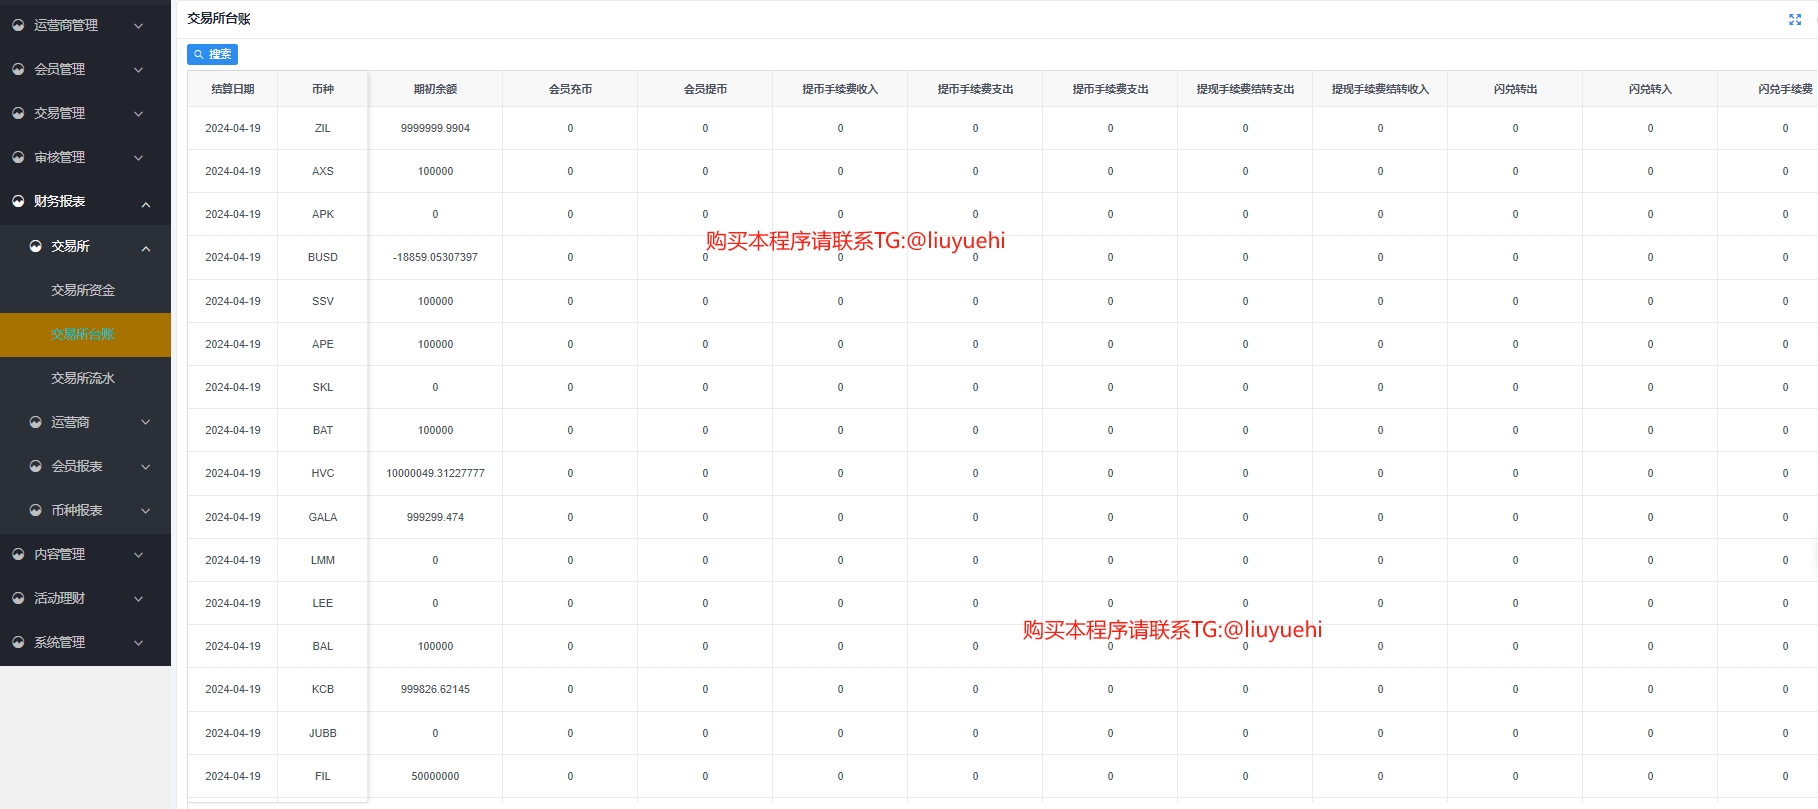 运营商管理
会员管理
交易管理
审核管理
财务报表
交易所
交易所资金
交易所台账
交易所流水
运营商
会员报表
币种报表
内容管理
活动理财
系统管理
交易所台账
搜索
结算日期 币种 期初余额 会员充币 会员提币 提币手续费收入 提币手续费支出 提币手续费支出 提现手续费结转支出 提现手续费结转收入 闪兑转出 闪兑转入 闪兑手续费
2024-04-19 ZIL 9999999.9904 0 0 0 0 0 0 0 0 0 0
2024-04-19 AXS 100000 0 0 0 0 0 0 0 0 0 0
2024-04-19 APK 0 0 0 0 0 0 0 0 0 0 0
购买本程序请联系TG:@liuyuehi
2024-04-19 BUSD -18859.05307397 0 0 0 0 0 0 0 0 0 0
2024-04-19 SSV 100000 0 0 0 0 0 0 0 0 0 0
2024-04-19 APE 100000 0 0 0 0 0 0 0 0 0 0
2024-04-19 SKL 0 0 0 0 0 0 0 0 0 0 0
2024-04-19 BAT 100000 0 0 0 0 0 0 0 0 0 0
2024-04-19 HVC 10000049.31227777 0 0 0 0 0 0 0 0 0 0
2024-04-19 GALA 999299.474 0 0 0 0 0 0 0 0 0 0
2024-04-19 LMM 0 0 0 0 0 0 0 0 0 0 0
2024-04-19 LEE 0 0 0 0 0 0 0 0 0 0 0
购买本程序请联系TG:@liuyuehi
2024-04-19 BAL 100000 0 0 0 0 0 0 0 0 0 0
2024-04-19 KCB 999826.62145 0 0 0 0 0 0 0 0 0 0
2024-04-19 JUBB 0 0 0 0 0 0 0 0 0 0 0
2024-04-19 FIL 50000000 0 0 0 0 0 0 0 0 0 0